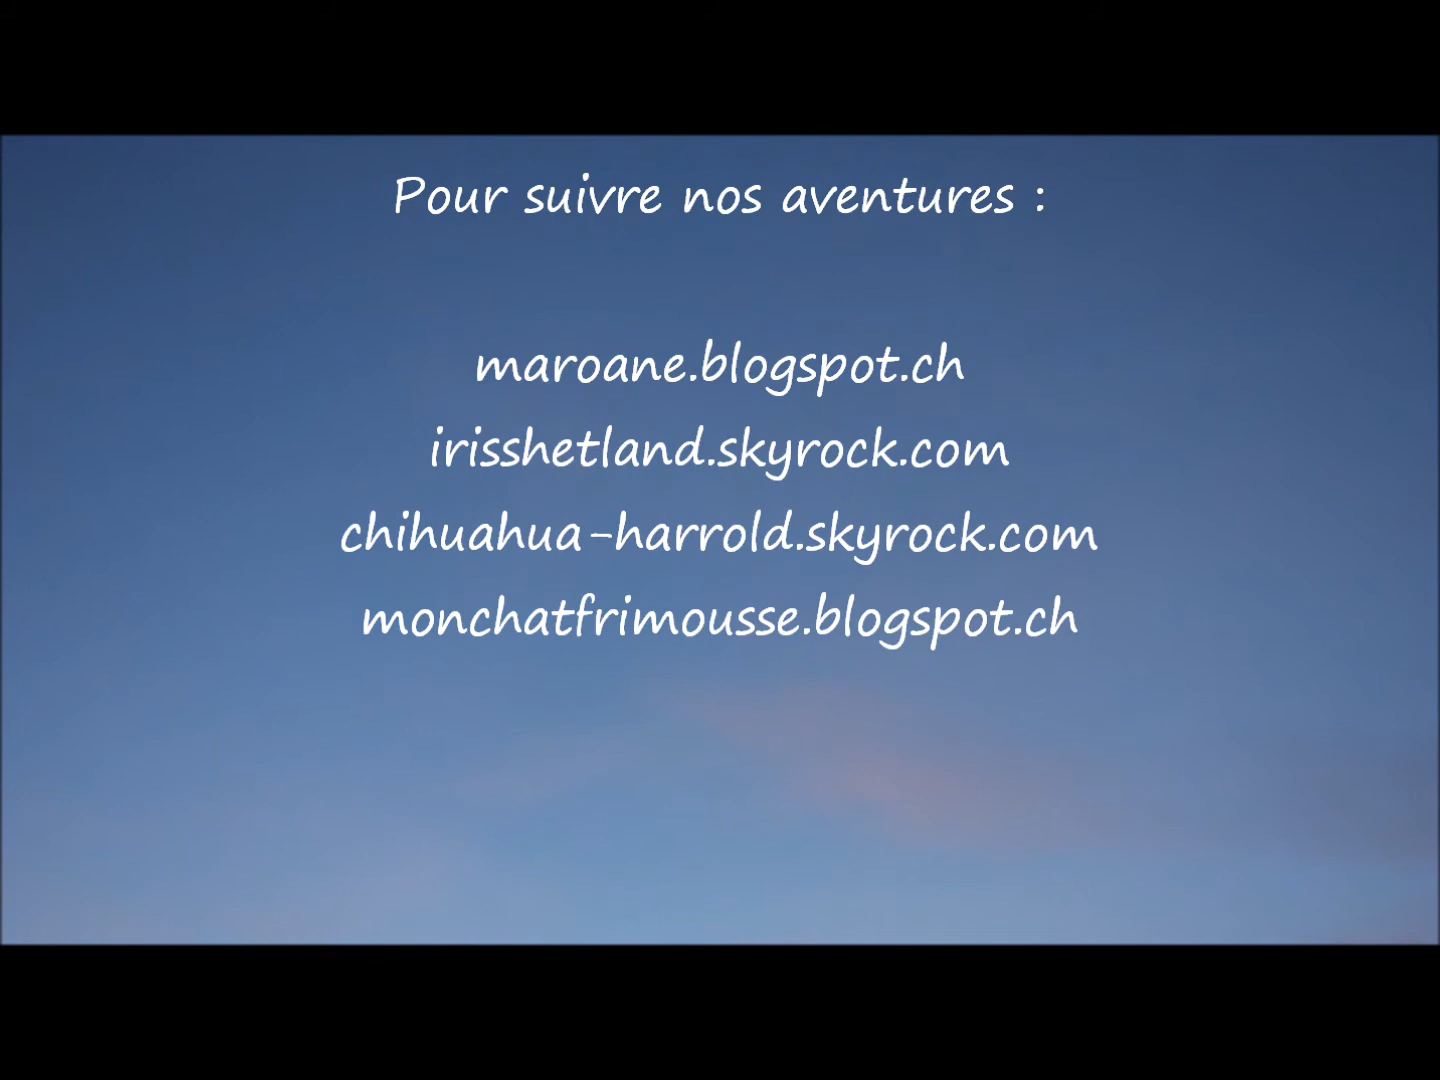 Pour suivre nos aventures :
maroane.blogspot.ch
irisshetland.skyrock.com
chihuahua-harrold.skyrock.com
monchatfrimousse.blogspot.ch